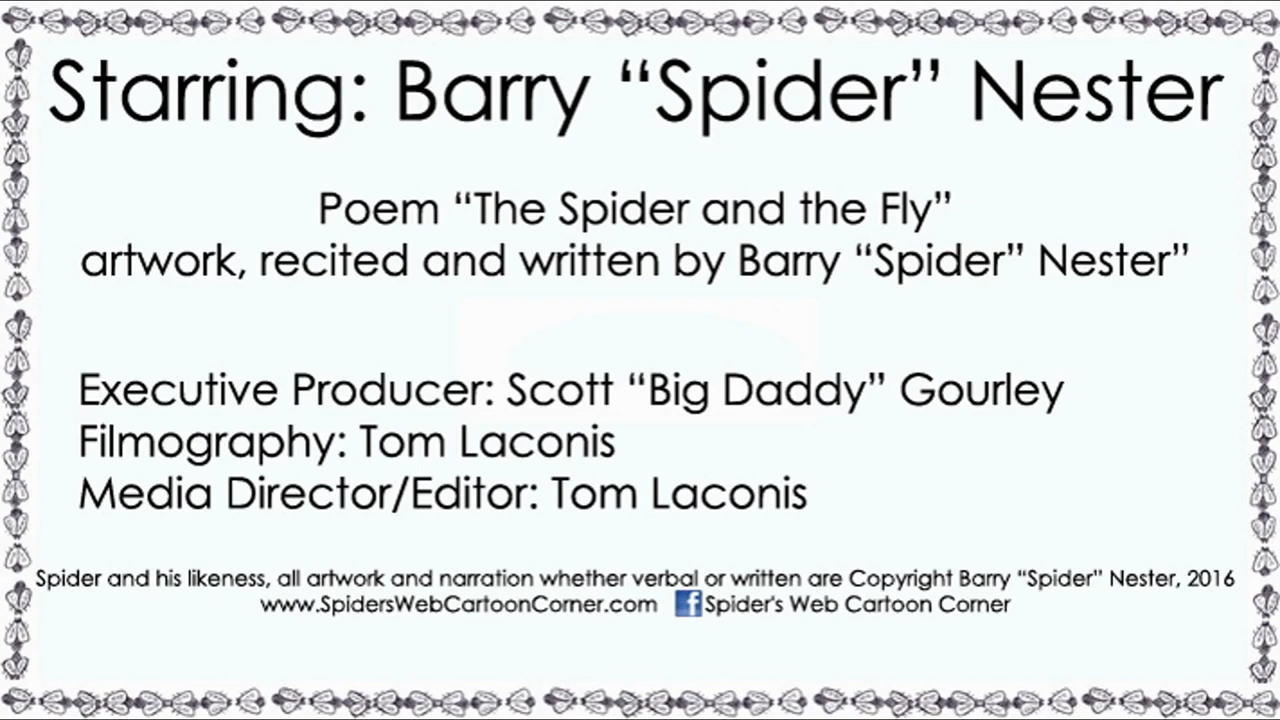 Starring: Barry “Spider” Nester
Poem “The Spider and the Fly”
artwork, recited and written by Barry “Spider” Nester”
Executive Producer: Scott “Big Daddy” Gourley
Filmography: Tom Laconis
Media Director/Editor: Tom Laconis
Spider and his likeness, all artwork and narration whether verbal or written are Copyright Barry “Spider” Nester, 2016
www.SpidersWebCartoonCorner.com f Spider's Web Cartoon Corner